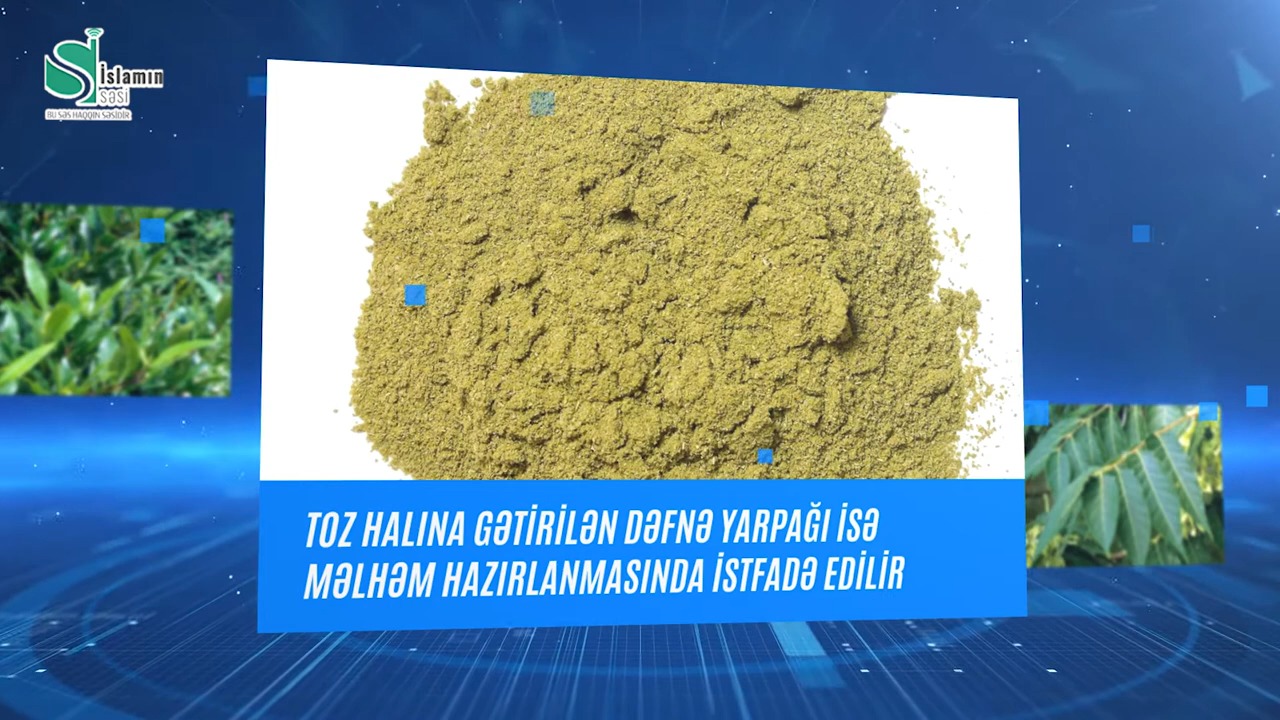 İslamın
səsi
BU SƏS HAQQIN SƏSİDİR
TOZ HALINA GƏTİRİLƏN DƏFNƏ YARPAĞI İSƏ
MƏLHƏM HAZIRLANMASINDA İSTFADƏ EDİLİR